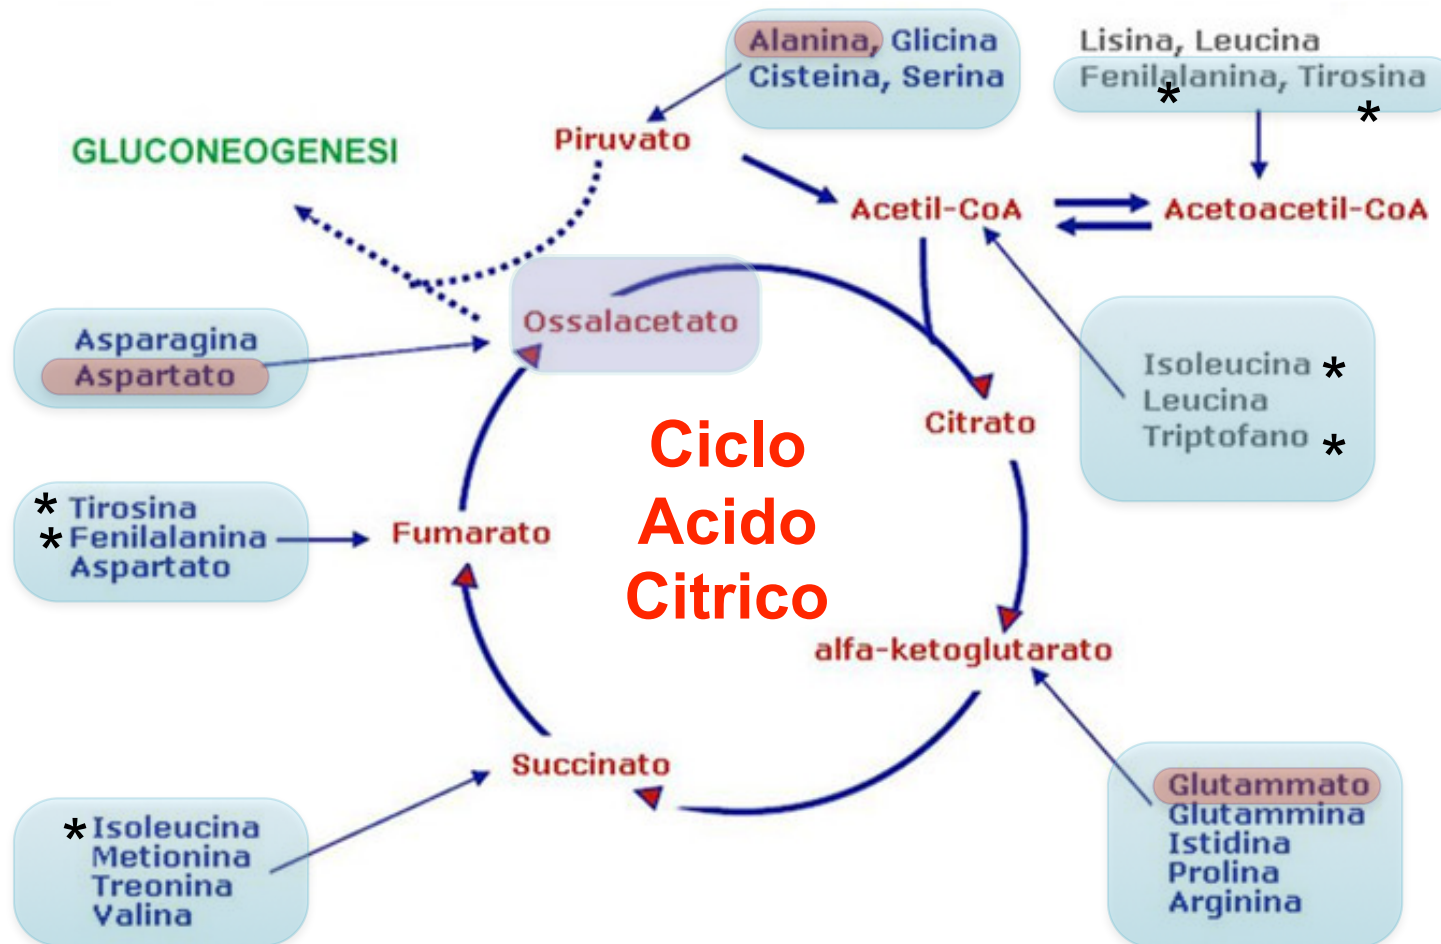 Alanina, Glicina
Cisteina, Serina
Lisina, Leucina
Fenilalanina, Tirosina
*
*
GLUCONEOGENESI
Piruvato
Acetil-CoA
Acetoacetil-CoA
Ossalacetato
Asparagina
Aspartato
Isoleucina *
Leucina
Triptofano *
Citrato
Ciclo
Acido
Citrico
* Tirosina
* Fenilalanina
Aspartato
Fumarato
alfa-ketoglutarato
Succinato
Glutammato
Glutammina
Istidina
Prolina
Arginina
* Isoleucina
Metionina
Treonina
Valina